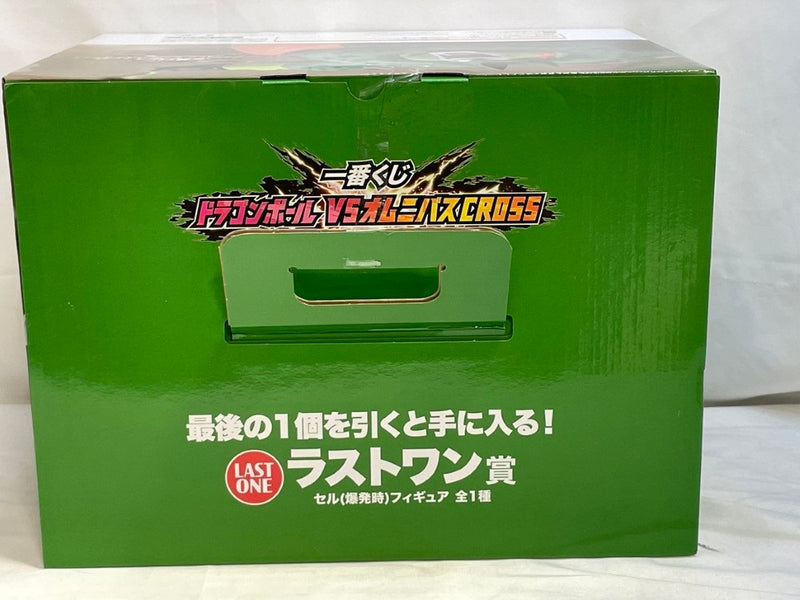 一番くじ
ドラゴンボール VSオムニバスCROSS
最後の1個を引くと手に入る!
LAST
ONE
ラストワン賞
セル(爆発時)フィギュア 全1種